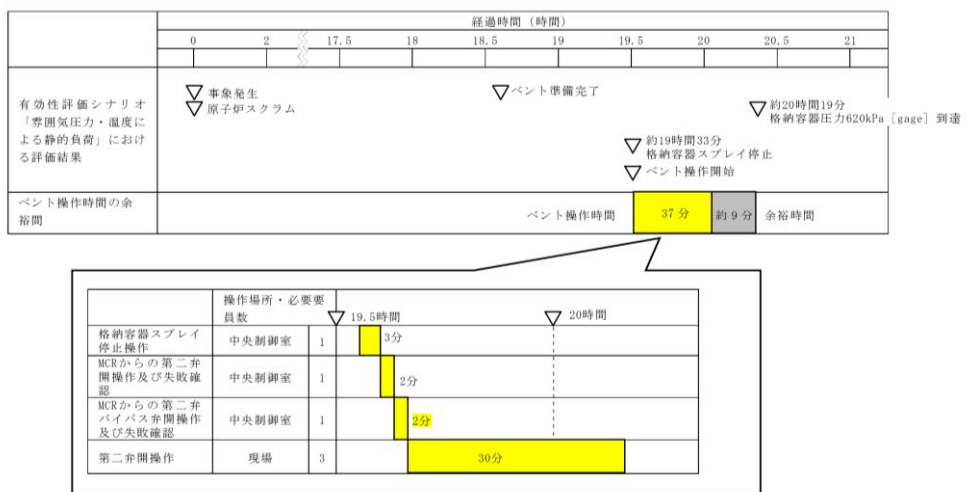 経過時間（時間）
0 2 17.5 18 18.5 19 19.5 20 20.5 21
有効性評価シナリオ
「雰囲気圧力・温度に
よる静的負荷」におけ
る評価結果
事象発生
原子炉スクラム
ベント準備完了
約20時間19分
格納容器圧力620kPa［gage］到達
約19時間33分
格納容器スプレイ停止
ベント操作開始
ベント操作時間の余
裕間
ベント操作時間
37分
約9分
余裕時間
操作場所・必要要
員数
19.5時間
20時間
格納容器スプレイ
停止操作
中央制御室
1
3分
MCRからの第二弁
開操作及び失敗確
認
中央制御室
1
2分
MCRからの第二弁
バイパス弁開操作
及び失敗確認
中央制御室
1
2分
第二弁開操作
現場
3
30分